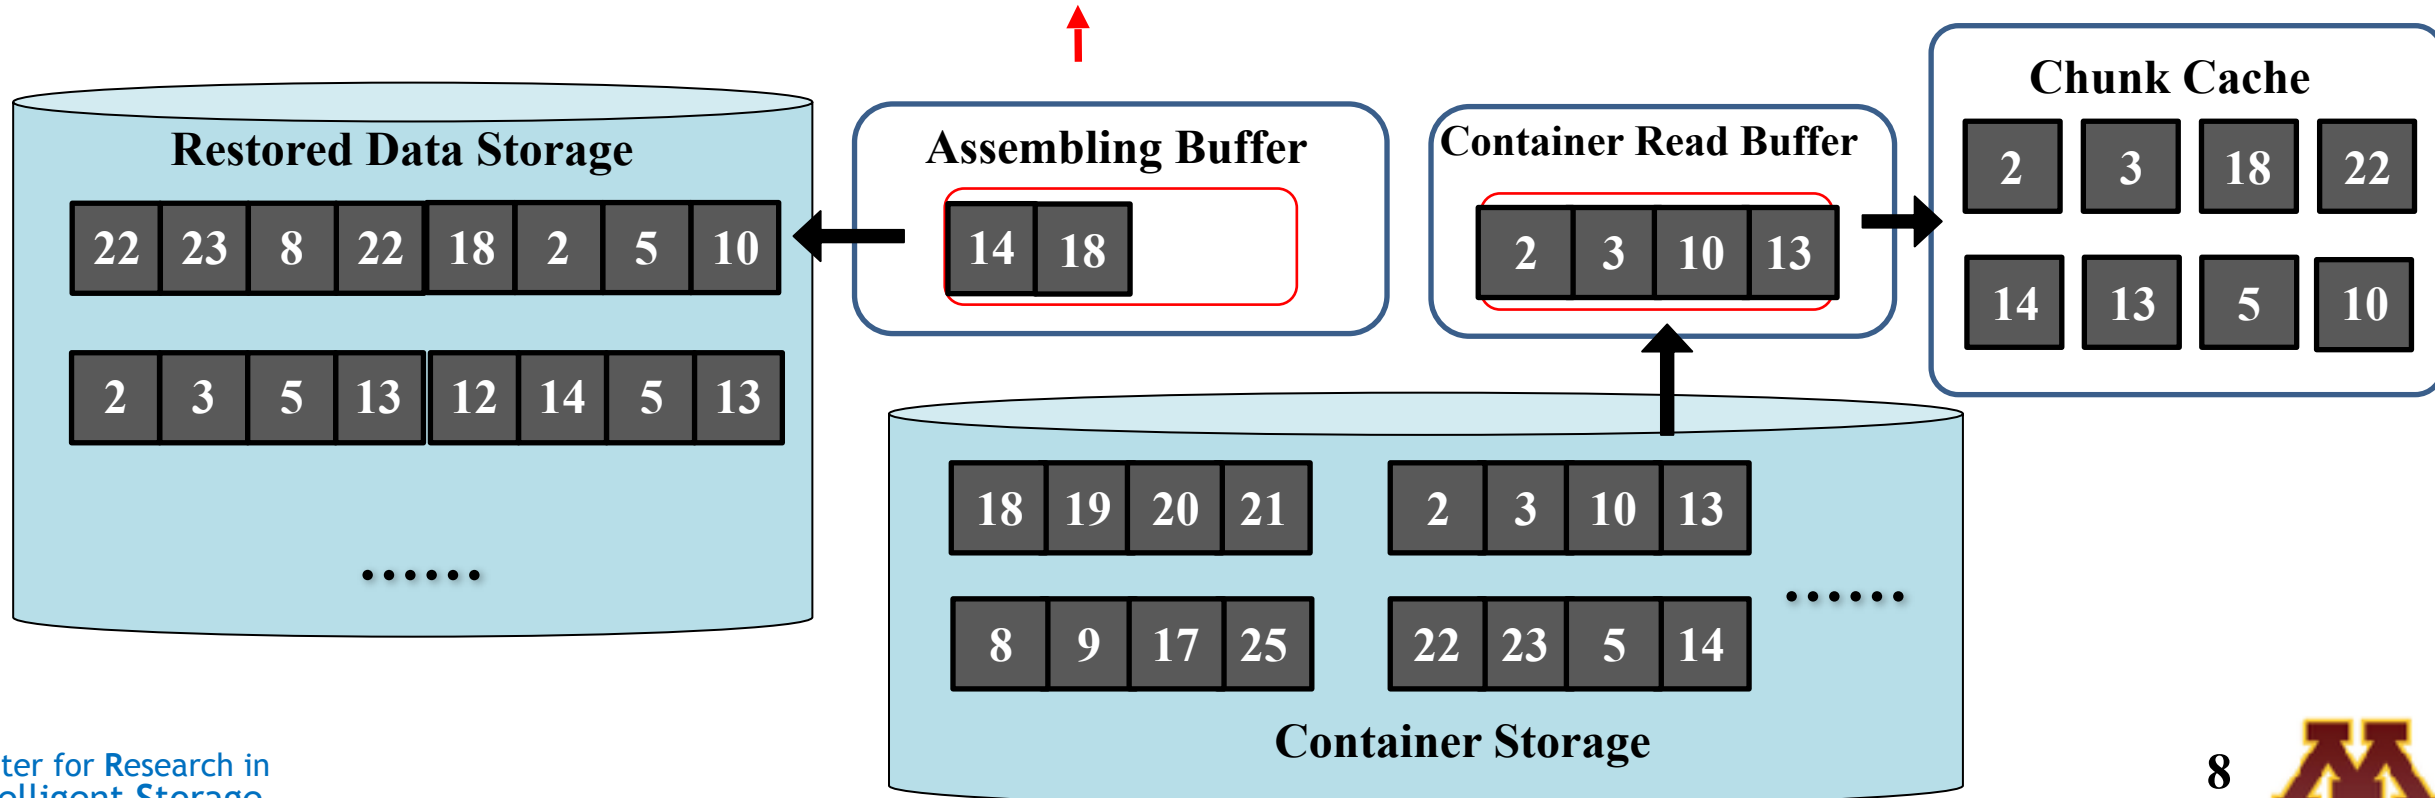 Restored Data Storage
22 23 8 22 18 2 5 10
2 3 5 13 12 14 5 13
......
Assembling Buffer
14 18
Container Read Buffer
2 3 10 13
Chunk Cache
2 3 18 22
14 13 5 10
18 19 20 21 2 3 10 13
8 9 17 25 22 23 5 14
......
Container Storage
ter for Research in
elligent Storage
8